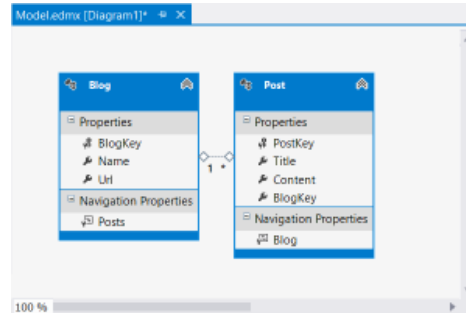 Model.edmx [Diagram1]*
Blog
Properties
BlogKey
Name
Url
Navigation Properties
Posts
1 *
Post
Properties
PostKey
Title
Content
BlogKey
Navigation Properties
Blog
100 %